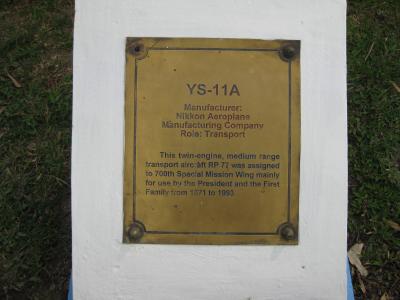 YS-11A
Manufacturer:
Nikkon Aeroplane
Manufacturing Company
Role: Transport
This twin-engine, medium range
transport aircraft RP 77 was assigned
to 700th Special Mission Wing mainly
for use by the President and the First
Family from 1971 to 1993.